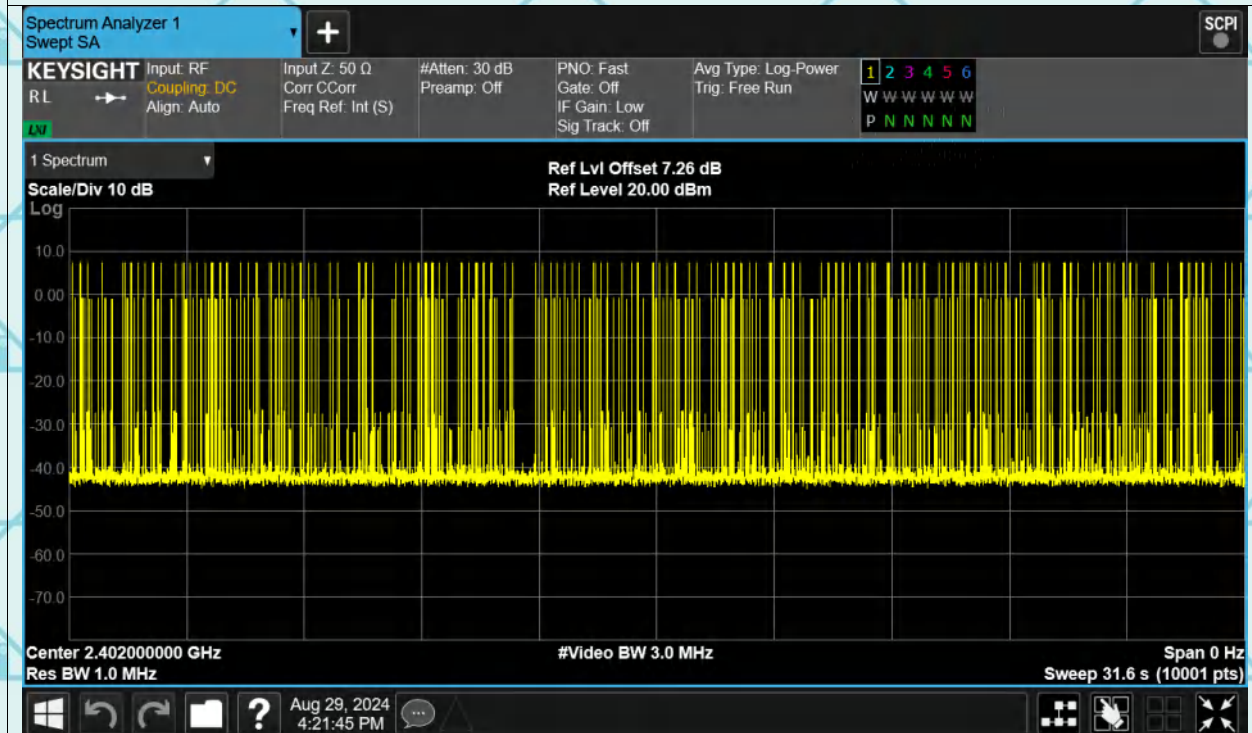 Spectrum Analyzer 1
Swept SA
+
SCPI
KEYSIGHT
RL
LXI
Input: RF
Coupling: DC
Align: Auto
Input Z: 50 Ω
Corr CCorr
Freq Ref: Int (S)
#Atten: 30 dB
Preamp: Off
PNO: Fast
Gate: Off
IF Gain: Low
Sig Track: Off
Avg Type: Log-Power
Trig: Free Run
1 2 3 4 5 6
W W W W W W
P N N N N N
1 Spectrum
Scale/Div 10 dB
Ref Lvl Offset 7.26 dB
Ref Level 20.00 dBm
Log
10.0
0.00
-10.0
-20.0
-30.0
-40.0
-50.0
-60.0
-70.0
Center 2.402000000 GHz
Res BW 1.0 MHz
#Video BW 3.0 MHz
Span 0 Hz
Sweep 31.6 s (10001 pts)
?
Aug 29, 2024
4:21:45 PM